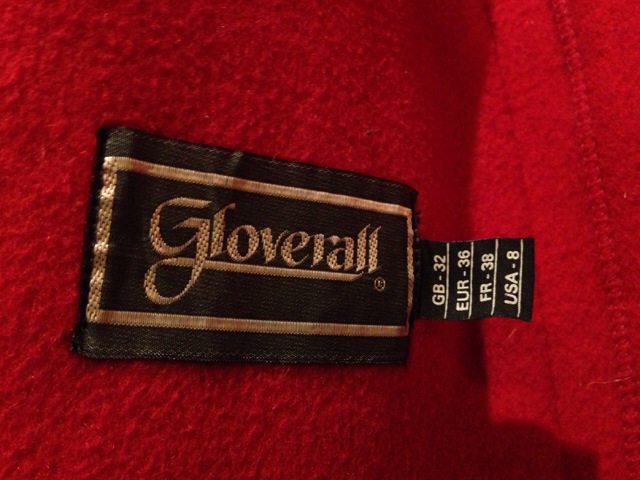 Gloverall®
GB - 32
EUR - 36
FR - 38
USA - 8